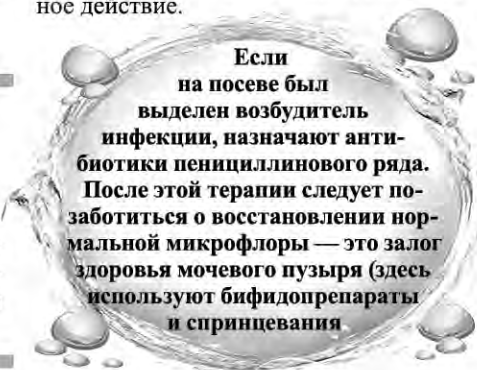 ное действие.
Если
на посеве был
выделен возбудитель
инфекции, назначают анти-
биотики пенициллинового ряда.
После этой терапии следует по-
заботиться о восстановлении нор-
мальной микрофлоры — это залог
здоровья мочевого пузыря (здесь
используют бифидопрепараты
и спринцевания